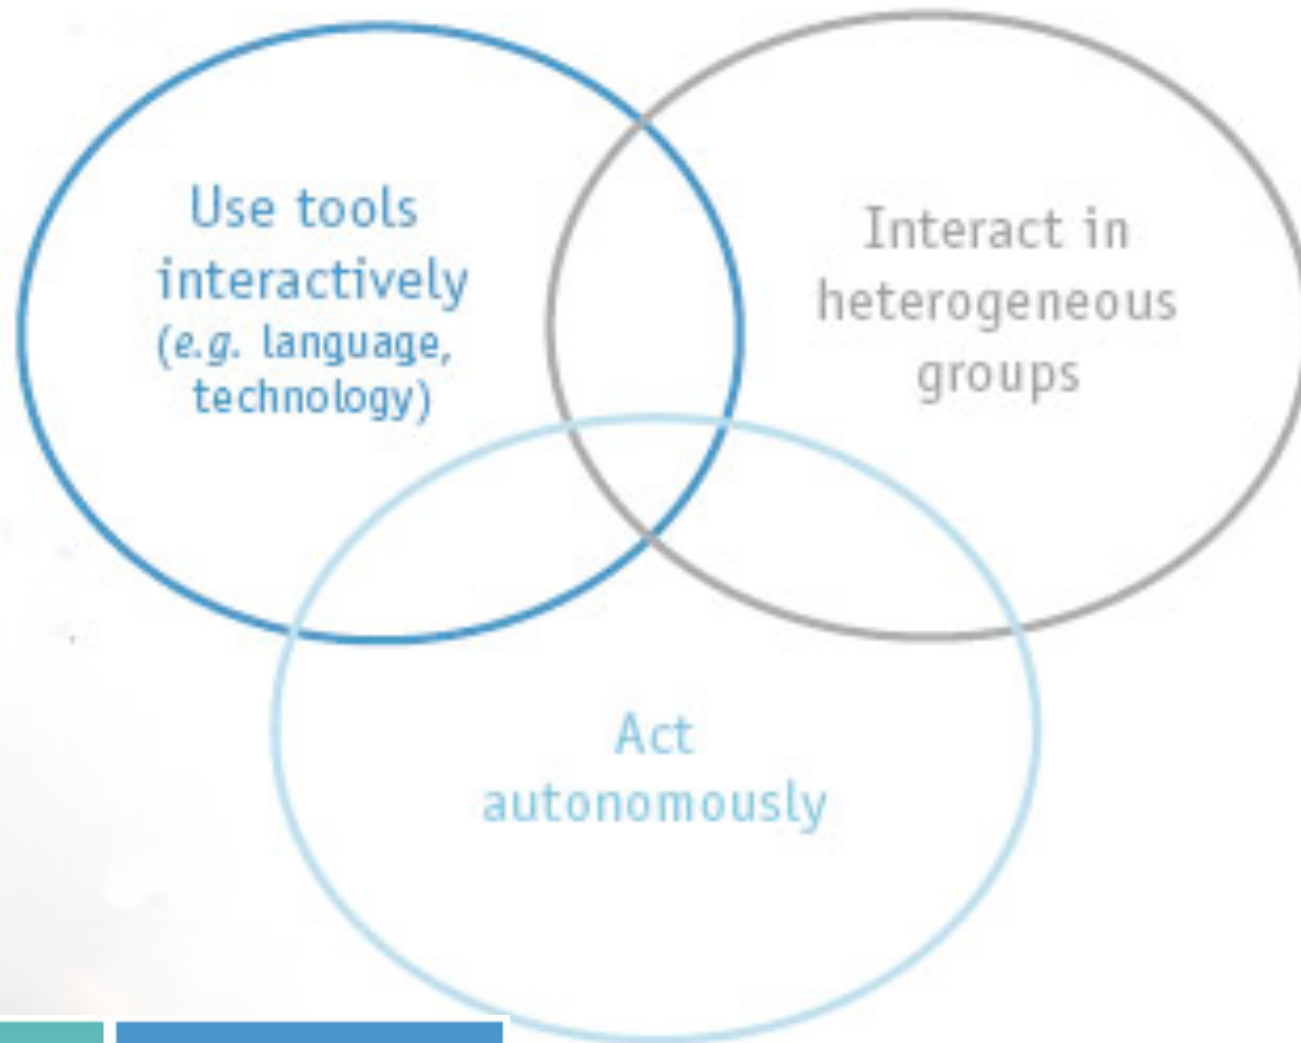 Use tools
interactively
(e.g. language,
technology)
Interact in
heterogeneous
groups
Act
autonomously